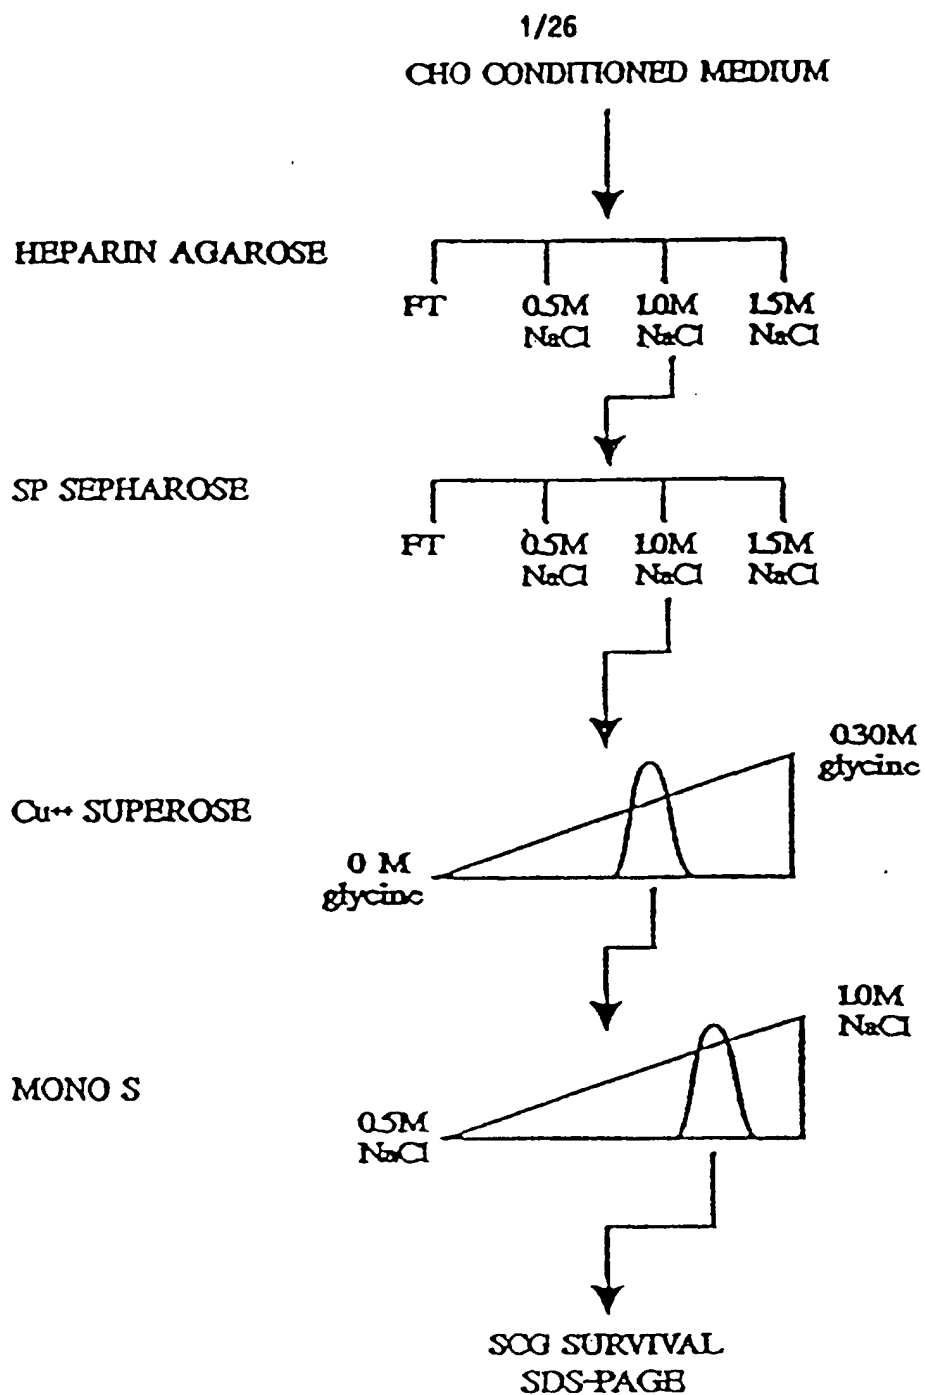 1/26
CHO CONDITIONED MEDIUM
HEPARIN AGAROSE
FT
0.5M
NaCl
1.0M
NaCl
1.5M
NaCl
SP SEPHAROSE
FT
0.5M
NaCl
1.0M
NaCl
1.5M
NaCl
0.30M
glycine
Cu++ SUPEROSE
0 M
glycine
1.0M
NaCl
MONO S
0.5M
NaCl
SCG SURVIVAL
SDS-PAGE